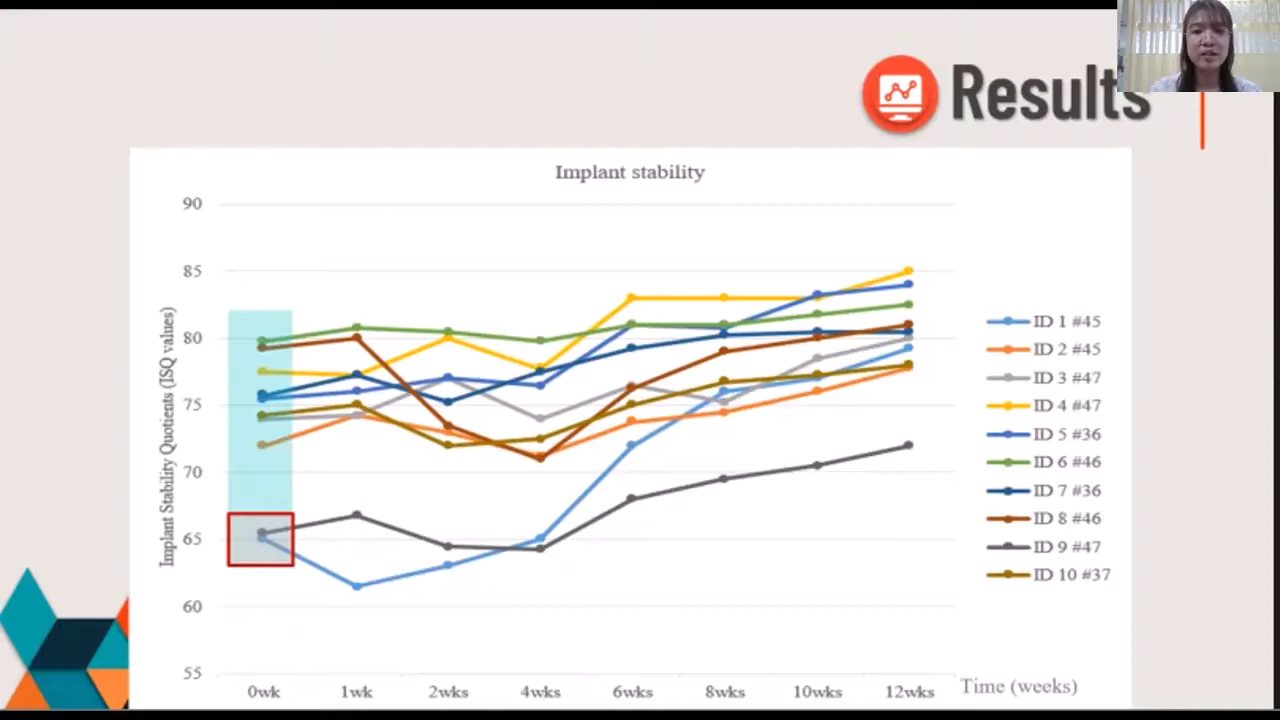 Results
Implant stability
90
85
80
75
70
65
60
55
Implant Stability Quotients (ISQ values)
0wk 1wk 2wks 4wks 6wks 8wks 10wks 12wks
Time (weeks)
ID 1 #45
ID 2 #45
ID 3 #47
ID 4 #47
ID 5 #36
ID 6 #46
ID 7 #36
ID 8 #46
ID 9 #47
ID 10 #37